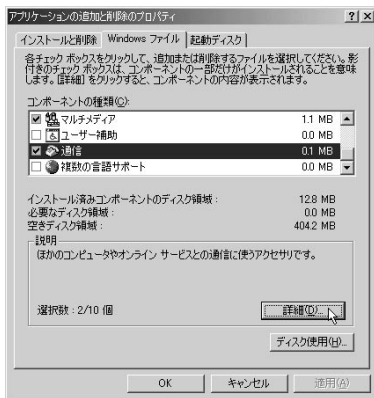 アプリケーションの追加と削除のプロパティ
インストールと削除 Windows ファイル 起動ディスク
各チェック ボックスをクリックして、追加または削除するファイルを選択してください。影
付きのチェック ボックスは、コンポーネントの一部だけがインストールされることを意味
します。[詳細] をクリックすると、コンポーネントの内容が表示されます。
コンポーネントの種類(C):
マルチメディア 1.1 MB
ユーザー補助 0.0 MB
通信 0.1 MB
複数の言語サポート 0.0 MB
インストール済みコンポーネントのディスク領域 : 12.8 MB
必要なディスク領域 : 0.0 MB
空きディスク領域 : 404.2 MB
説明
ほかのコンピュータやオンライン サービスとの通信に使うアクセサリです。
選択数 : 2/10 個
詳細(D)...
ディスク使用(H)...
OK キャンセル 適用(A)